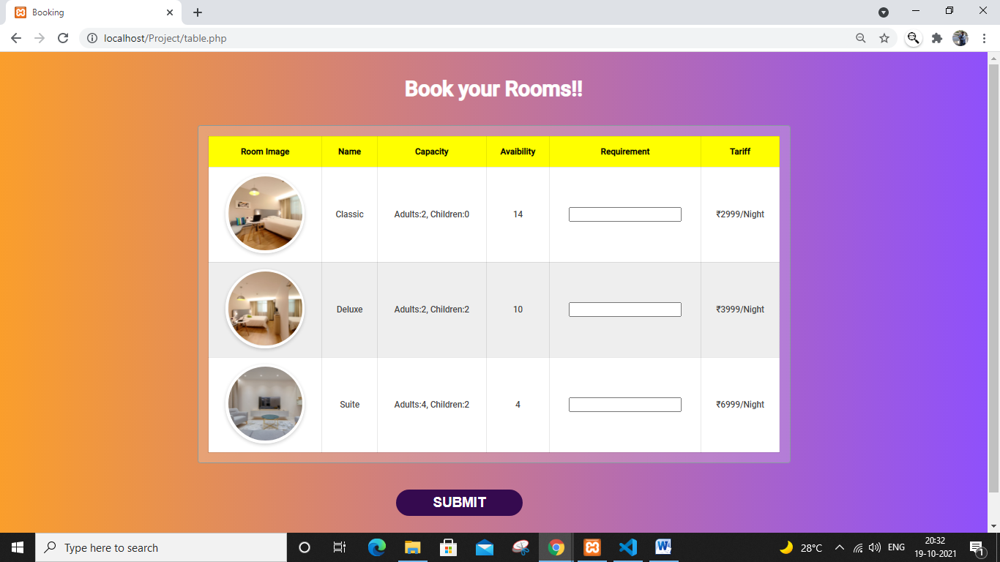 Booking
localhost/Project/table.php
Book your Rooms!!
Room Image Name Capacity Avaibility Requirement Tariff
Classic Adults:2, Children:0 14 ₹2999/Night
Deluxe Adults:2, Children:2 10 ₹3999/Night
Suite Adults:4, Children:2 4 ₹6999/Night
SUBMIT
Type here to search
28°C ENG 20:32
19-10-2021
1